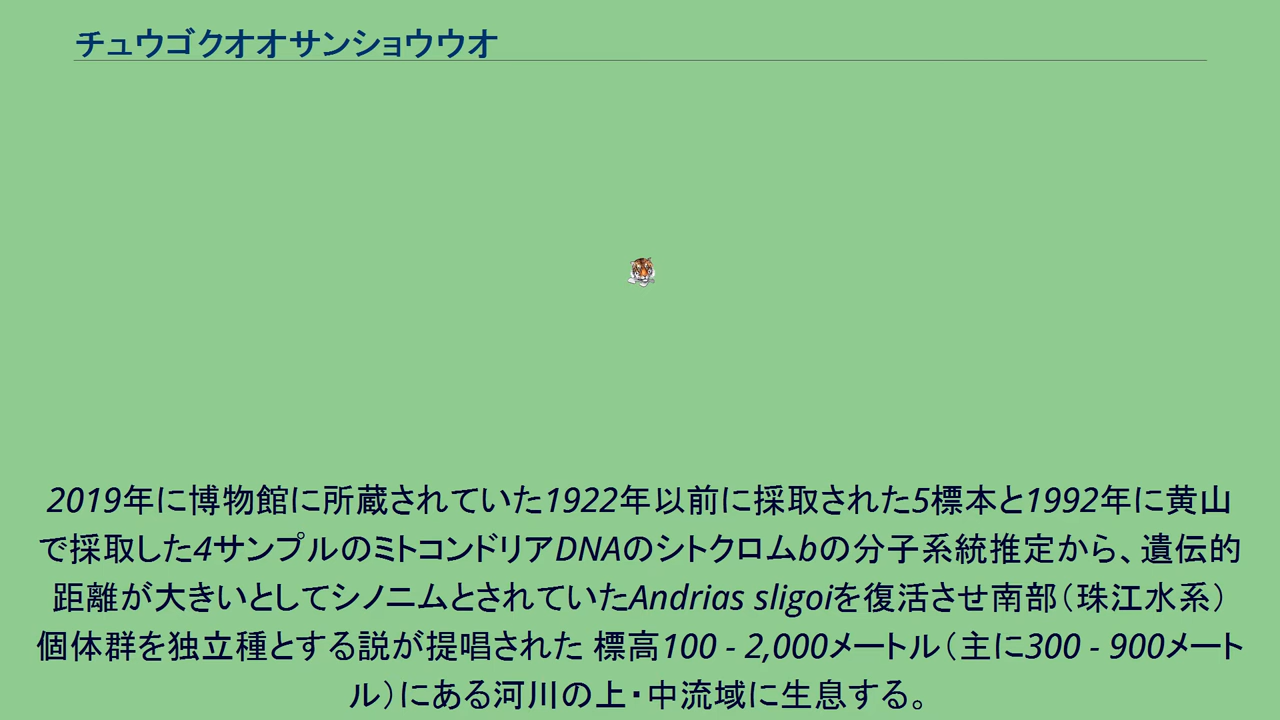 チュウゴクオオサンショウウオ
2019年に博物館に所蔵されていた1922年以前に採取された5標本と1992年に黄山
で採取した4サンプルのミトコンドリアDNAのシトクロムbの分子系統推定から、遺伝的
距離が大きいとしてシノニムとされていたAndrias sligoiを復活させ南部（珠江水系）
個体群を独立種とする説が提唱された 標高100 - 2,000メートル（主に300 - 900メート
ル）にある河川の上・中流域に生息する。